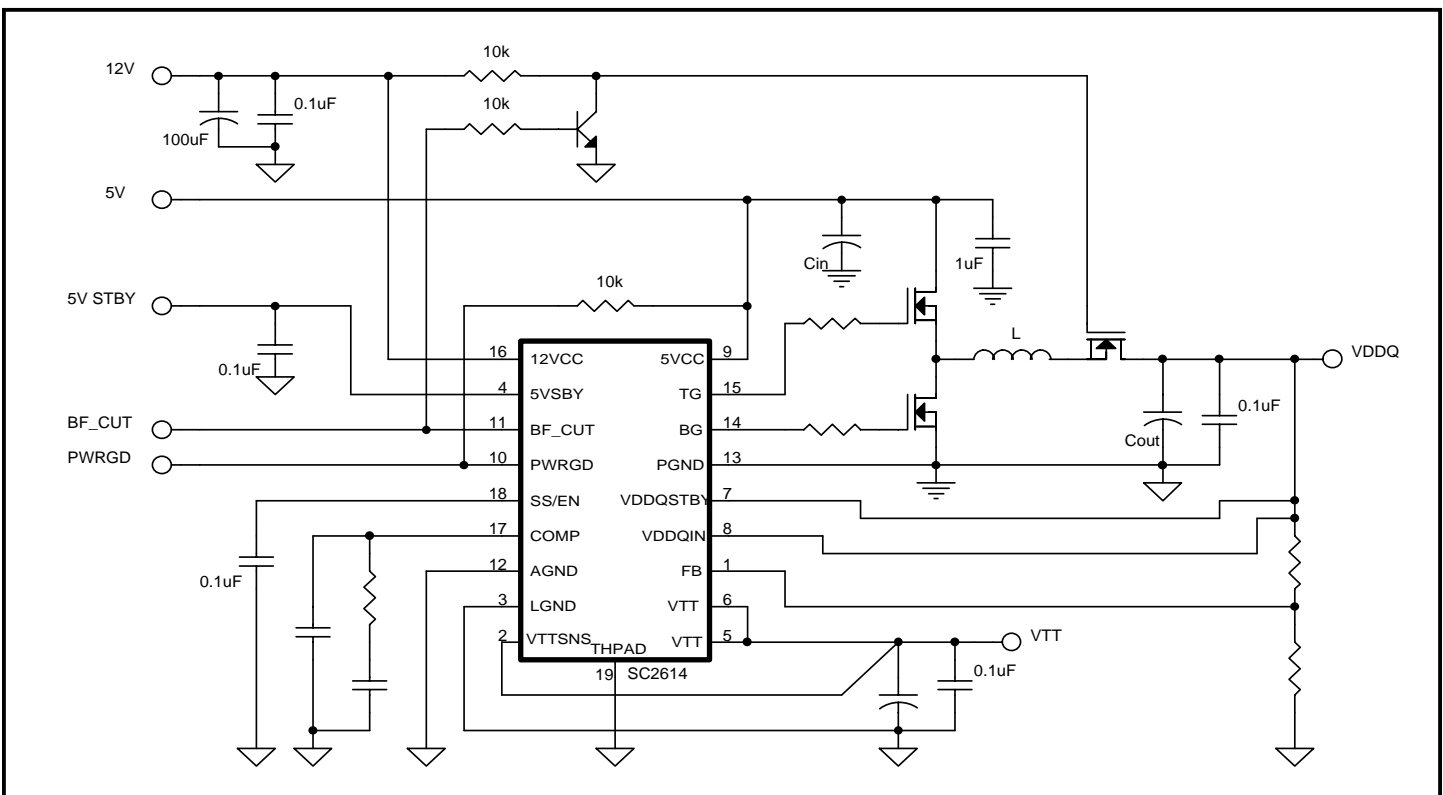 10k
12V
0.1uF
10k
100uF
5V
Cin
1uF
5V STBY
10k
L
0.1uF
16 12VCC 5VCC 9
VDDQ
4 5VSBY TG 15
0.1uF
BF_CUT
11 BF_CUT BG 14
Cout
PWRGD
10 PWRGD PGND 13
18 SS/EN VDDQSTBY 7
17 COMP VDDQIN 8
0.1uF
12 AGND FB 1
3 LGND VTT 6
2 VTTSNS VTT 5
VTT
THPAD
19 SC2614
0.1uF